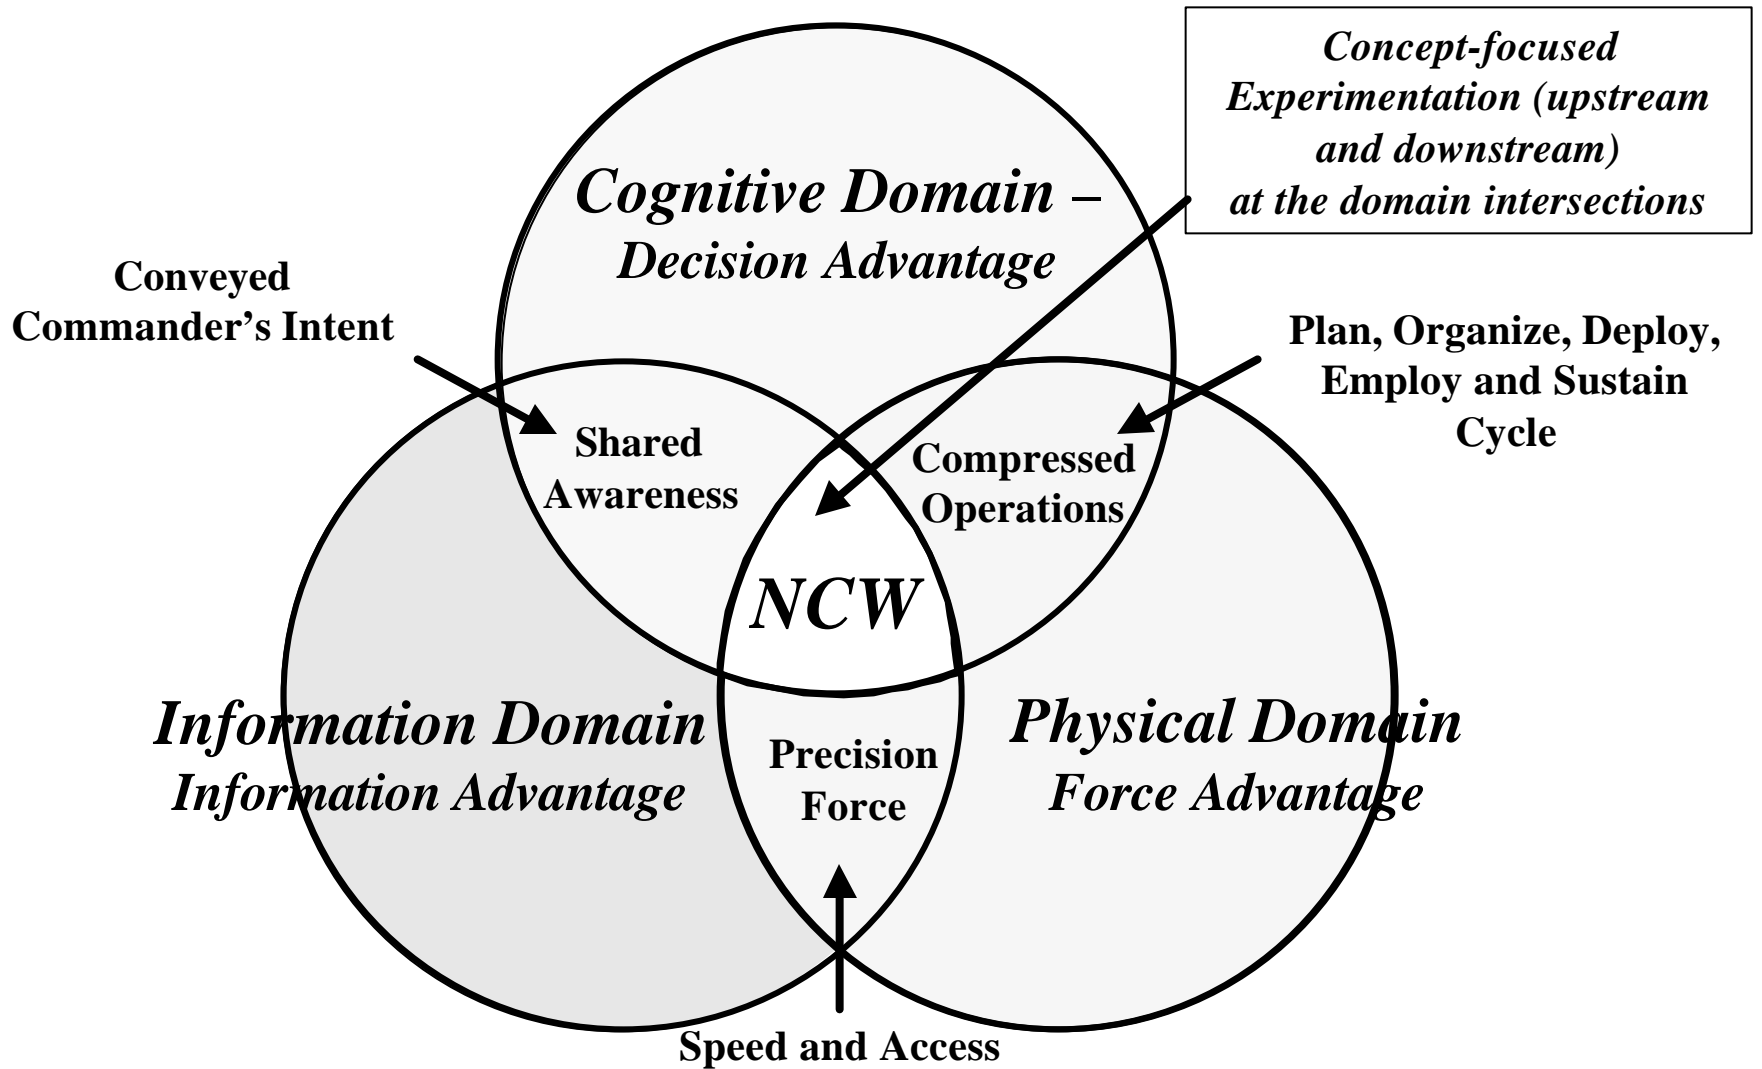 Concept-focused
Experimentation (upstream
and downstream)
at the domain intersections
Cognitive Domain –
Decision Advantage
Conveyed
Commander’s Intent
Plan, Organize, Deploy,
Employ and Sustain
Cycle
Shared
Awareness
Compressed
Operations
NCW
Information Domain
Information Advantage
Physical Domain
Force Advantage
Precision
Force
Speed and Access